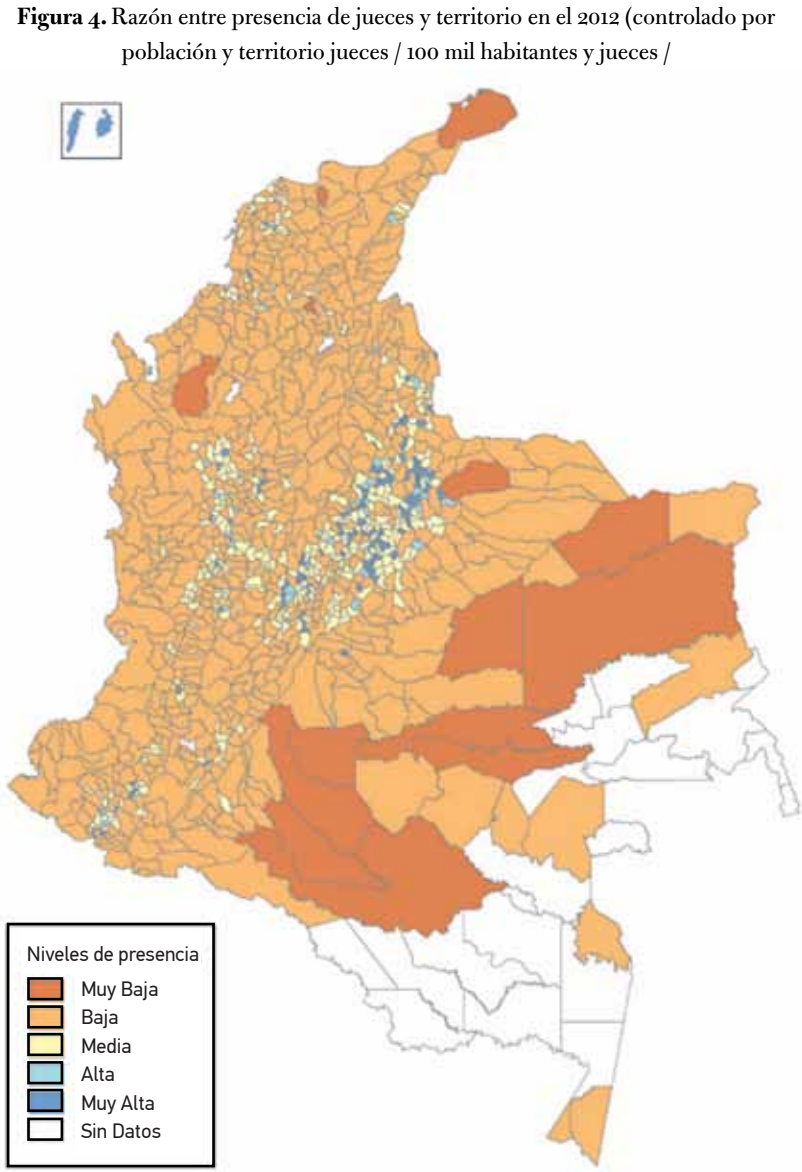 Figura 4. Razón entre presencia de jueces y territorio en el 2012 (controlado por
población y territorio jueces / 100 mil habitantes y jueces /
Niveles de presencia
Muy Baja
Baja
Media
Alta
Muy Alta
Sin Datos